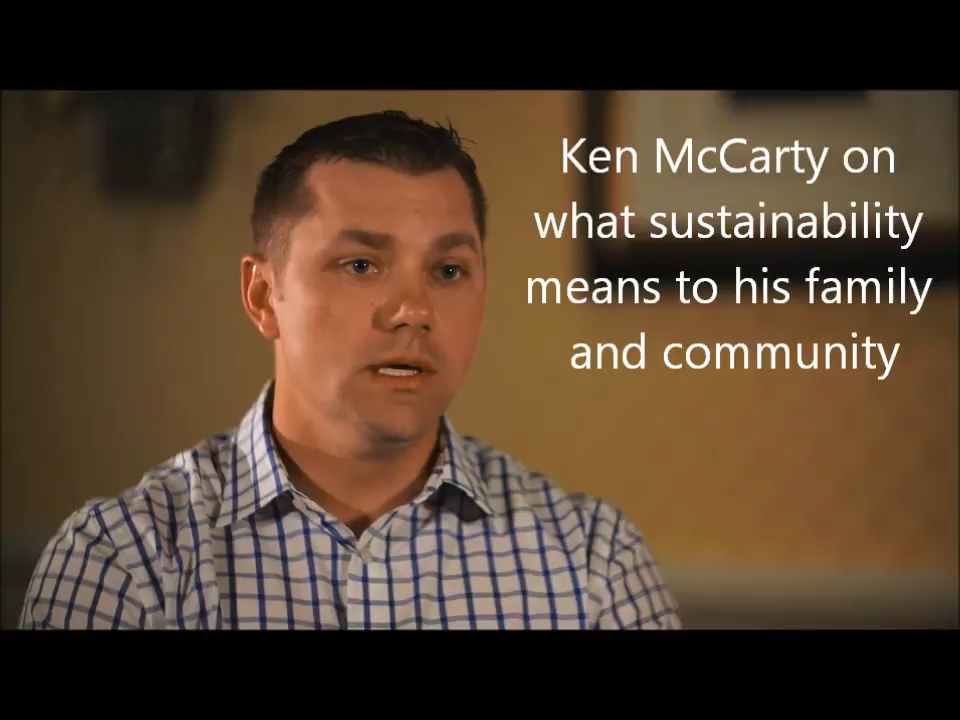 Ken McCarty on
what sustainability
means to his family
and community